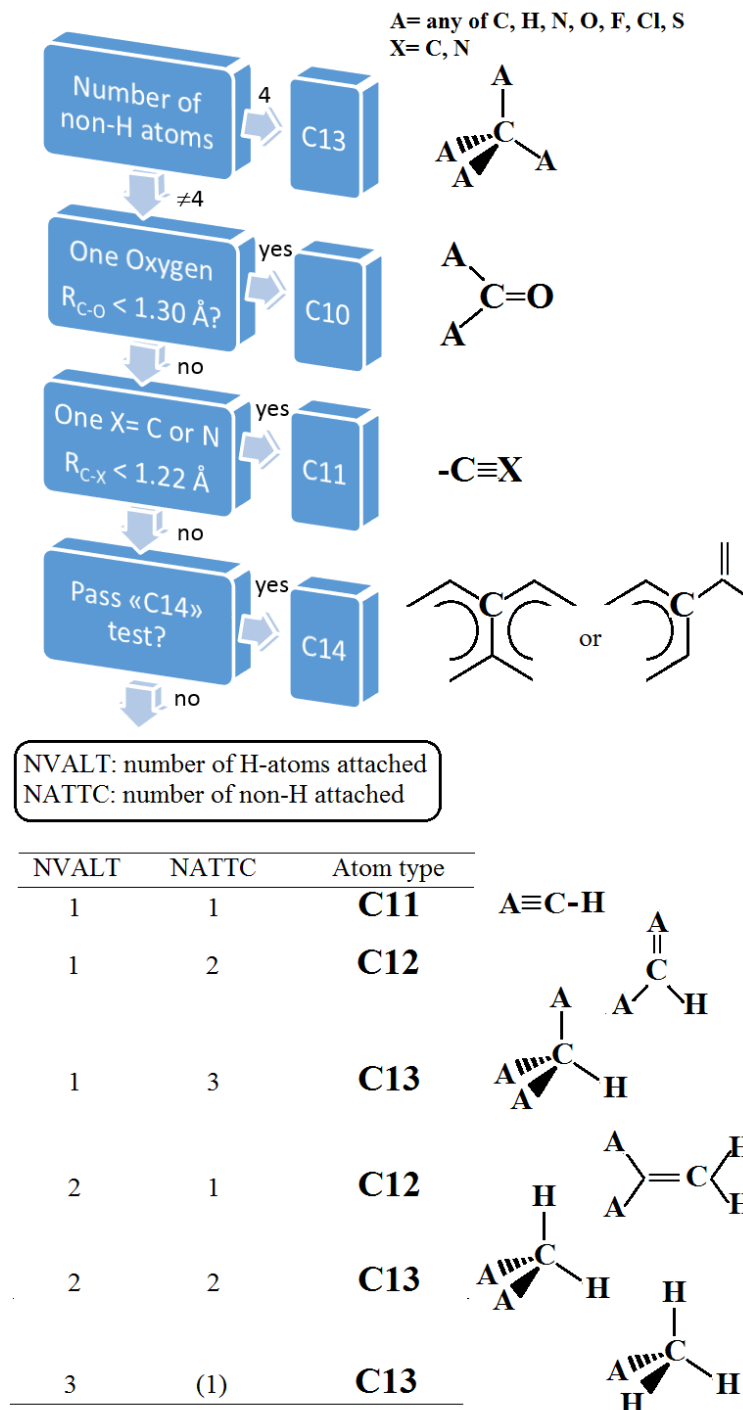 A= any of C, H, N, O, F, Cl, S
X= C, N
Number of
non-H atoms
4
C13
A
C
A
A
A
≠4
One Oxygen
R_C-O < 1.30 Å?
yes
C10
A
C=O
A
no
One X= C or N
R_C-X < 1.22 Å
yes
C11
-C≡X
no
Pass «C14»
test?
yes
C14
C
or
C
no
NVALT: number of H-atoms attached
NATTC: number of non-H attached
NVALT NATTC Atom type
1 1 C11
A≡C-H
1 2 C12
A
C
A H
1 3 C13
A
C
A
A
H
2 1 C12
A
A
C
H
H
2 2 C13
H
C
A
A
H
3 (1) C13
H
C
A
H
H